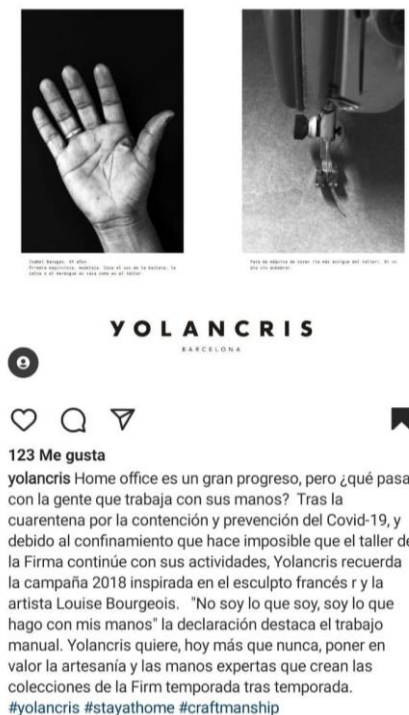 YOLANCRIS
BARCELONA
123 Me gusta
yolancris Home office es un gran progreso, pero ¿qué pasa
con la gente que trabaja con sus manos? Tras la
cuarentena por la contención y prevención del Covid-19, y
debido al confinamiento que hace imposible que el taller de
la Firma continúe con sus actividades, Yolancris recuerda
la campaña 2018 inspirada en el esculpto francés r y la
artista Louise Bourgeois. "No soy lo que soy, soy lo que
hago con mis manos" la declaración destaca el trabajo
manual. Yolancris quiere, hoy más que nunca, poner en
valor la artesanía y las manos expertas que crean las
colecciones de la Firm temporada tras temporada.
#yolancris #stayathome #craftmanship